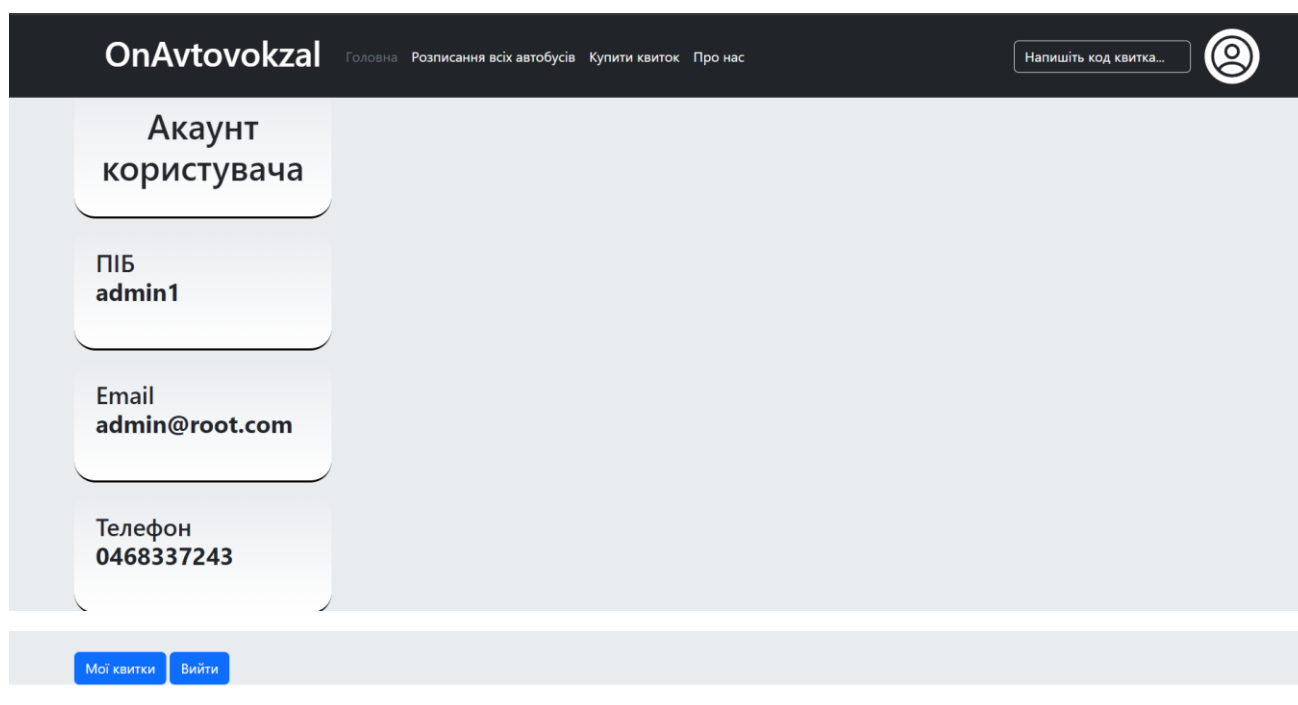 OnAvtovokzal Головна Розписання всіх автобусів Купити квиток Про нас Напишіть код квитка...
Акаунт
користувача
ПІБ
admin1
Email
admin@root.com
Телефон
0468337243
Мої квитки Вийти